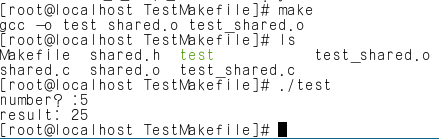 [root@localhost TestMakefile]# make
gcc -o test shared.o test_shared.o
[root@localhost TestMakefile]# ls
Makefile shared.h test test_shared.o
shared.c shared.o test_shared.c
[root@localhost TestMakefile]# ./test
number? :5
result: 25
[root@localhost TestMakefile]#